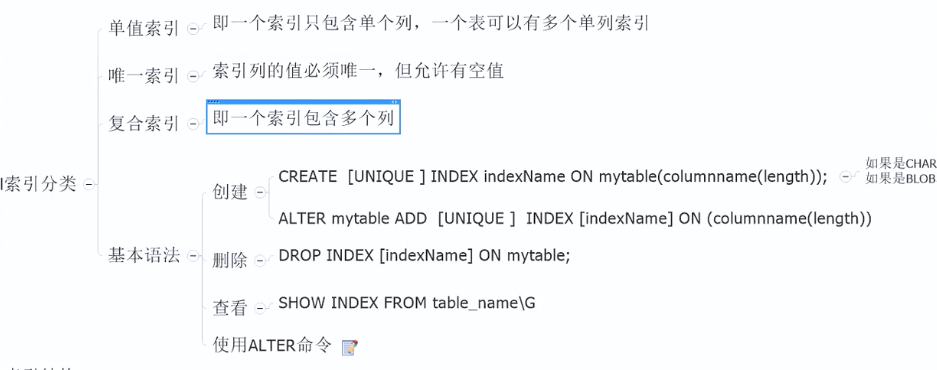 单值索引
即一个索引只包含单个列，一个表可以有多个单列索引
唯一索引
索引列的值必须唯一，但允许有空值
复合索引
即一个索引包含多个列
l索引分类
基本语法
创建
CREATE [UNIQUE ] INDEX indexName ON mytable(columnname(length));
如果是CHAR
如果是BLOB
ALTER mytable ADD [UNIQUE ] INDEX [indexName] ON (columnname(length))
删除
DROP INDEX [indexName] ON mytable;
查看
SHOW INDEX FROM table_name\G
使用ALTER命令